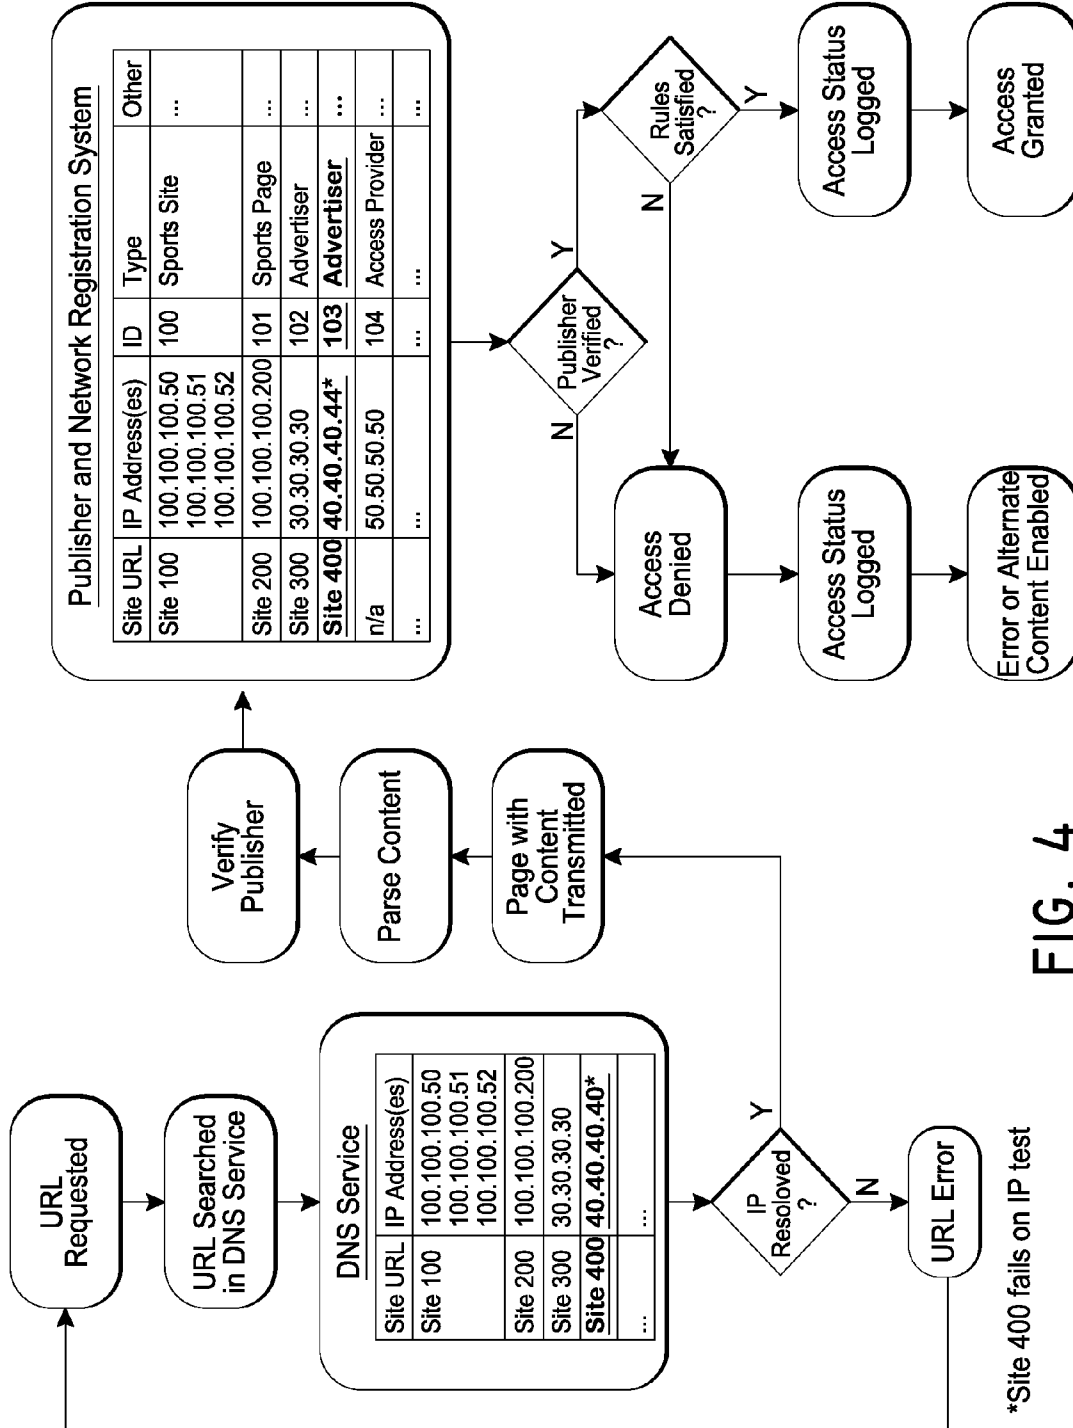 URL
Requested
URL Searched
in DNS Service
DNS Service
Site URL IP Address(es)
Site 100 100.100.100.50
100.100.100.51
100.100.100.52
Site 200 100.100.100.200
Site 300 30.30.30.30
Site 400 40.40.40.40*
... ...
IP
Resoloved
?
Y
N
URL Error
*Site 400 fails on IP test
Page with
Content
Transmitted
Parse Content
Verify
Publisher
Publisher and Network Registration System
Site URL IP Address(es) ID Type Other
Site 100 100.100.100.50 100 Sports Site ...
100.100.100.51
100.100.100.52
Site 200 100.100.100.200 101 Sports Page ...
Site 300 30.30.30.30 102 Advertiser ...
Site 400 40.40.40.44* 103 Advertiser ...
n/a 50.50.50.50 104 Access Provider ...
... ... ... ... ...
Publisher
Verified
?
N
Y
Rules
Satisfied
?
N
Y
Access
Denied
Access Status
Logged
Error or Alternate
Content Enabled
Access Status
Logged
Access
Granted
FIG. 4